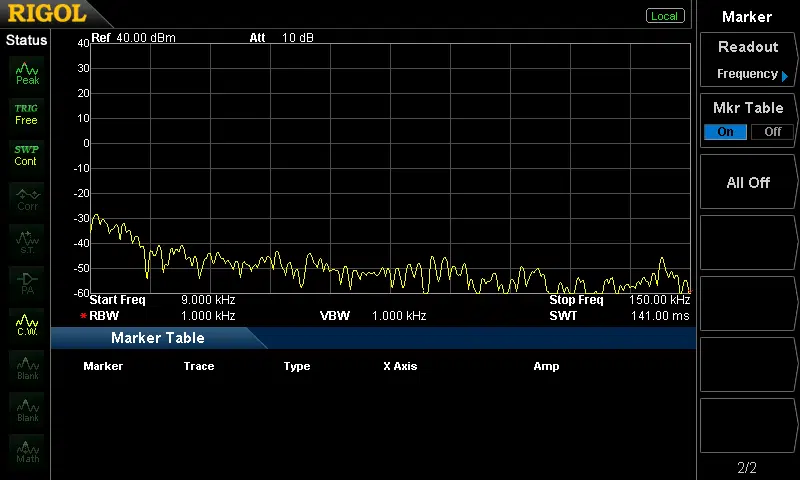 RIGOL
Local
Marker
Status
Ref 40.00 dBm Att 10 dB
Readout
Frequency
Peak
TRIG
Free
SWP
Cont
Corr
S.T.
PA
C.W.
Blank
Blank
Math
40
30
20
10
0
-10
-20
-30
-40
-50
-60
Start Freq 9.000 kHz Stop Freq 150.00 kHz
*RBW 1.000 kHz VBW 1.000 kHz SWT 141.00 ms
Marker Table
Marker Trace Type X Axis Amp
Mkr Table
On Off
All Off
2/2